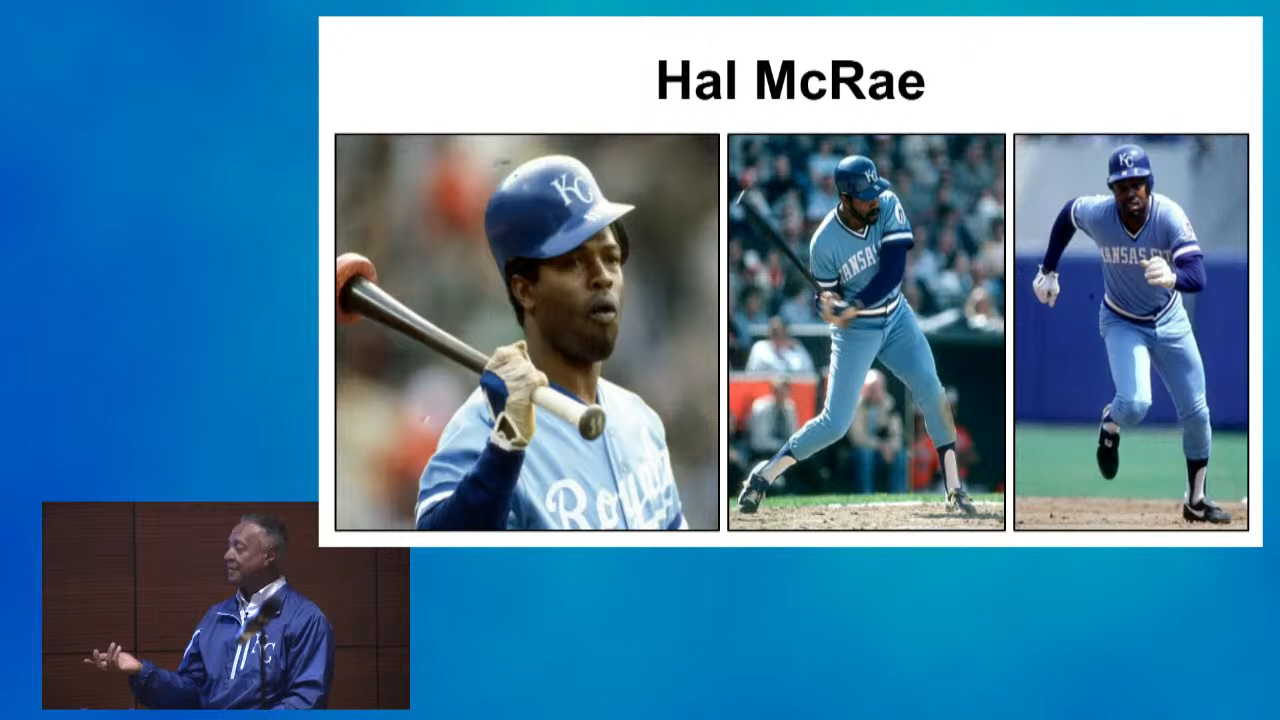 Hal McRae
KC
Royals
KC
KANSAS
KC
KANSAS CITY
KC